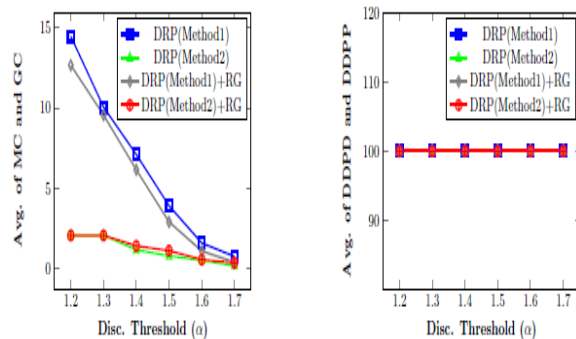 15
10
5
0
Avg. of MC and GC
DRP(Method1)
DRP(Method2)
DRP(Method1)+RG
DRP(Method2)+RG
1.2 1.3 1.4 1.5 1.6 1.7
Disc. Threshold (α)
120
110
100
90
Avg. of DDPD and DDPP
DRP(Method1)
DRP(Method2)
DRP(Method1)+RG
DRP(Method2)+RG
1.2 1.3 1.4 1.5 1.6 1.7
Disc. Threshold (α)